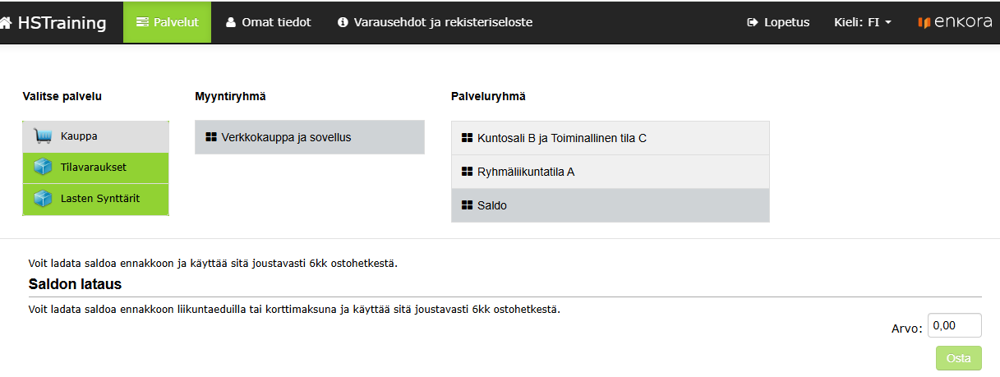 HSTraining Palvelut Omat tiedot Varausehdot ja rekisteriseloste Lopetus Kieli: FI enkora
Valitse palvelu
Kauppa
Tilavaraukset
Lasten Synttärit
Myyntiryhmä
Verkkokauppa ja sovellus
Palveluryhmä
Kuntosali B ja Toiminallinen tila C
Ryhmäliikuntatila A
Saldo
Voit ladata saldoa ennakkoon ja käyttää sitä joustavasti 6kk ostohetkestä.
Saldon lataus
Voit ladata saldoa ennakkoon liikuntaeduilla tai korttimaksuna ja käyttää sitä joustavasti 6kk ostohetkestä.
Arvo: 0,00
Osta